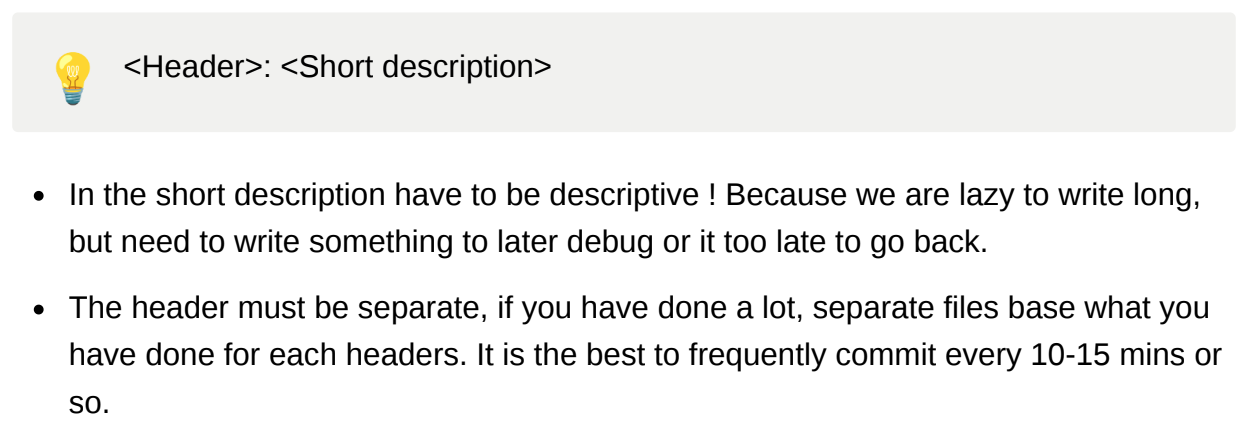 <Header>: <Short description>
In the short description have to be descriptive ! Because we are lazy to write long,
but need to write something to later debug or it too late to go back.
The header must be separate, if you have done a lot, separate files base what you
have done for each headers. It is the best to frequently commit every 10-15 mins or
so.